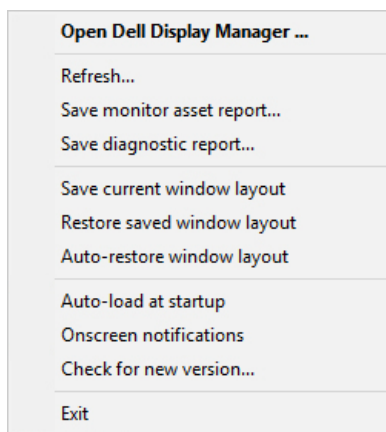 Open Dell Display Manager ...
Refresh...
Save monitor asset report...
Save diagnostic report...
Save current window layout
Restore saved window layout
Auto-restore window layout
Auto-load at startup
Onscreen notifications
Check for new version...
Exit